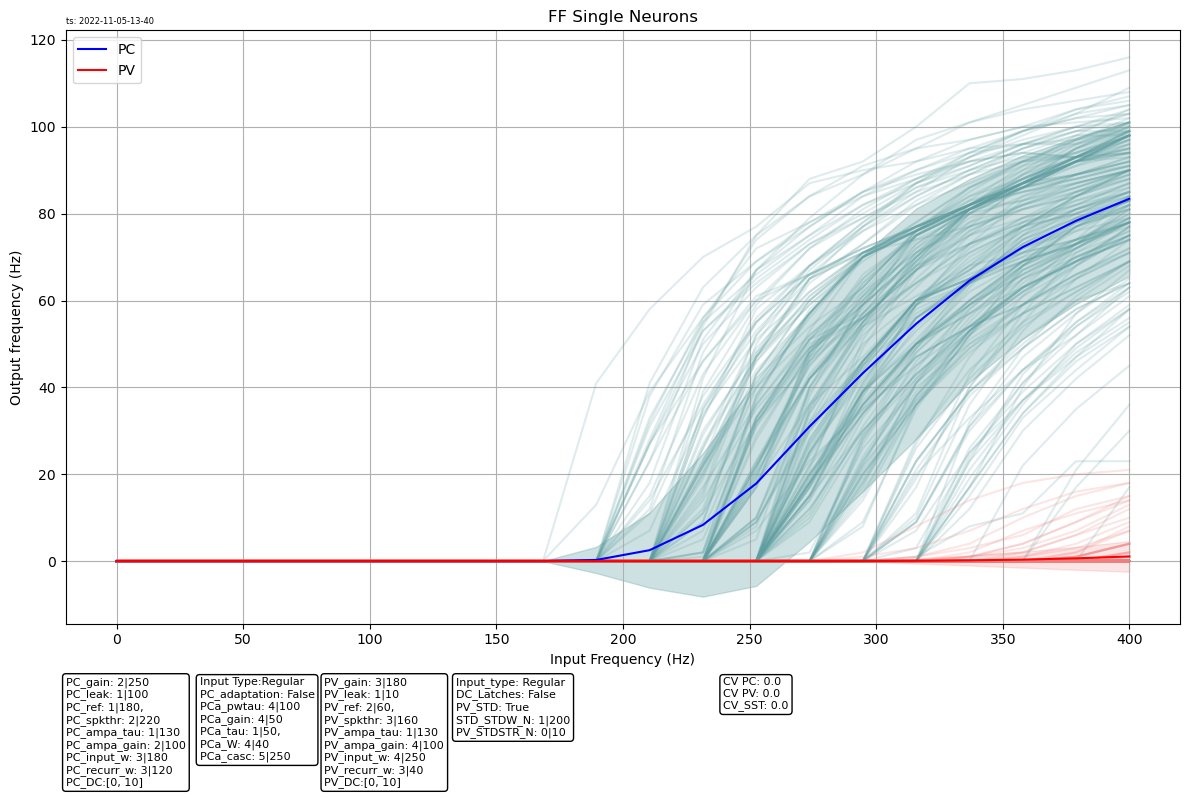 ts: 2022-11-05-13-40
FF Single Neurons
PC
PV
Output frequency (Hz)
120
100
80
60
40
20
0
0 50 100 150 200 250 300 350 400
Input Frequency (Hz)
PC_gain: 2|250
PC_leak: 1|100
PC_ref: 1|180,
PC_spkthr: 2|220
PC_ampa_tau: 1|130
PC_ampa_gain: 2|100
PC_input_w: 3|180
PC_recurr_w: 3|120
PC_DC:[0, 10]
Input Type:Regular
PC_adaptation: False
PCa_pwtau: 4|100
PCa_gain: 4|50
PCa_tau: 1|50,
PCa_W: 4|40
PCa_casc: 5|250
PV_gain: 3|180
PV_leak: 1|10
PV_ref: 2|60,
PV_spkthr: 3|160
PV_ampa_tau: 1|130
PV_ampa_gain: 4|100
PV_input_w: 4|250
PV_recurr_w: 3|40
PV_DC:[0, 10]
Input_type: Regular
DC_Latches: False
PV_STD: True
STD_STDW_N: 1|200
PV_STDSTR_N: 0|10
CV PC: 0.0
CV PV: 0.0
CV_SST: 0.0